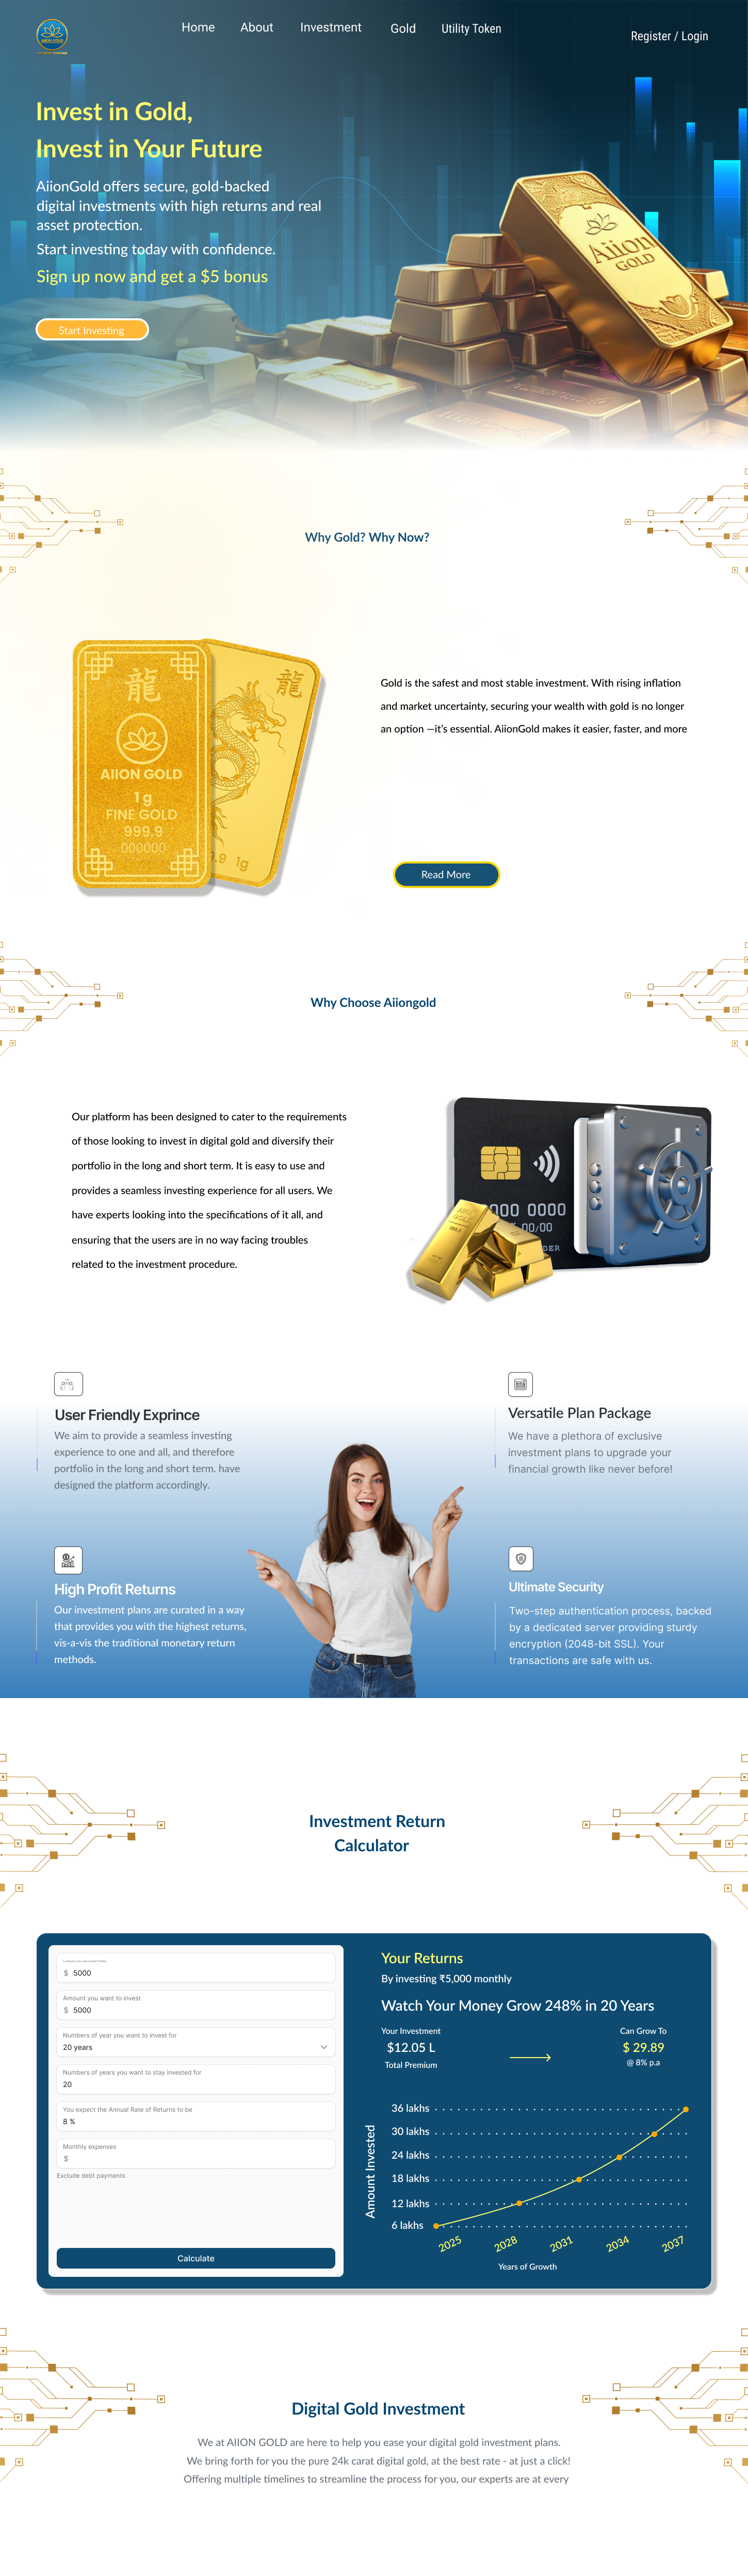 Home About Investment Gold Utility Token Register / Login
AIION GOLD
Invest in Gold,
Invest in Your Future
AiionGold offers secure, gold-backed
digital investments with high returns and real
asset protection.
Start investing today with confidence.
Sign up now and get a $5 bonus
Start Investing
Aiion
GOLD
Why Gold? Why Now?
龍
AIION GOLD
1 g
FINE GOLD
999.9
000000
龍
9.9 1g
Gold is the safest and most stable investment. With rising inflation
and market uncertainty, securing your wealth with gold is no longer
an option —it's essential. AiionGold makes it easier, faster, and more
Read More
Why Choose Aiiongold
Our platform has been designed to cater to the requirements
of those looking to invest in digital gold and diversify their
portfolio in the long and short term. It is easy to use and
provides a seamless investing experience for all users. We
have experts looking into the specifications of it all, and
ensuring that the users are in no way facing troubles
related to the investment procedure.
0000 0000
00/00
DER
User Friendly Exprince
We aim to provide a seamless investing
experience to one and all, and therefore
portfolio in the long and short term. have
designed the platform accordingly.
Versatile Plan Package
We have a plethora of exclusive
investment plans to upgrade your
financial growth like never before!
High Profit Returns
Our investment plans are curated in a way
that provides you with the highest returns,
vis-a-vis the traditional monetary return
methods.
Ultimate Security
Two-step authentication process, backed
by a dedicated server providing sturdy
encryption (2048-bit SSL). Your
transactions are safe with us.
Investment Return
Calculator
$ 5000
Amount you want to invest
$ 5000
Numbers of year you want to invest for
20 years
Numbers of years you want to stay invested for
20
You expect the Annual Rate of Returns to be
8 %
Monthly expenses
$
Exclude debt payments
Calculate
Your Returns
By investing ₹5,000 monthly
Watch Your Money Grow 248% in 20 Years
Your Investment
$12.05 L
Total Premium
Can Grow To
$ 29.89
@ 8% p.a
Amount Invested
36 lakhs
30 lakhs
24 lakhs
18 lakhs
12 lakhs
6 lakhs
2025 2028 2031 2034 2037
Years of Growth
Digital Gold Investment
We at AIION GOLD are here to help you ease your digital gold investment plans.
We bring forth for you the pure 24k carat digital gold, at the best rate - at just a click!
Offering multiple timelines to streamline the process for you, our experts are at every